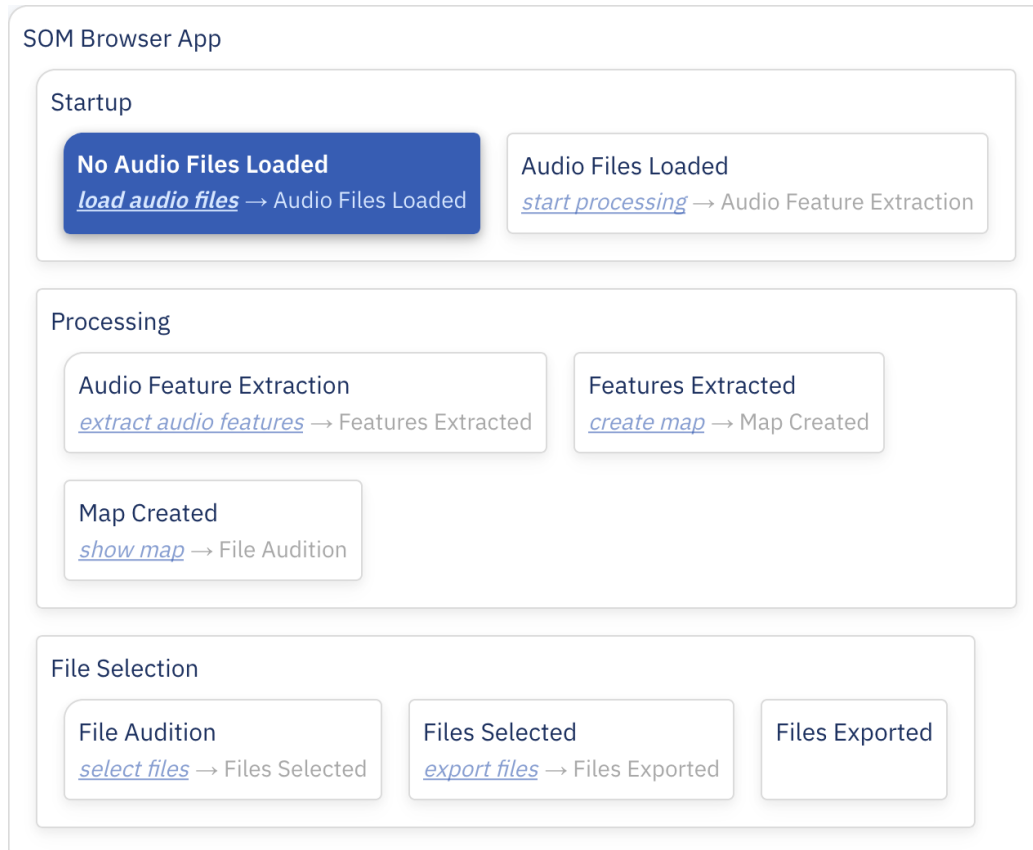 SOM Browser App
Startup
No Audio Files Loaded
load audio files → Audio Files Loaded
Audio Files Loaded
start processing → Audio Feature Extraction
Processing
Audio Feature Extraction
extract audio features → Features Extracted
Features Extracted
create map → Map Created
Map Created
show map → File Audition
File Selection
File Audition
select files → Files Selected
Files Selected
export files → Files Exported
Files Exported